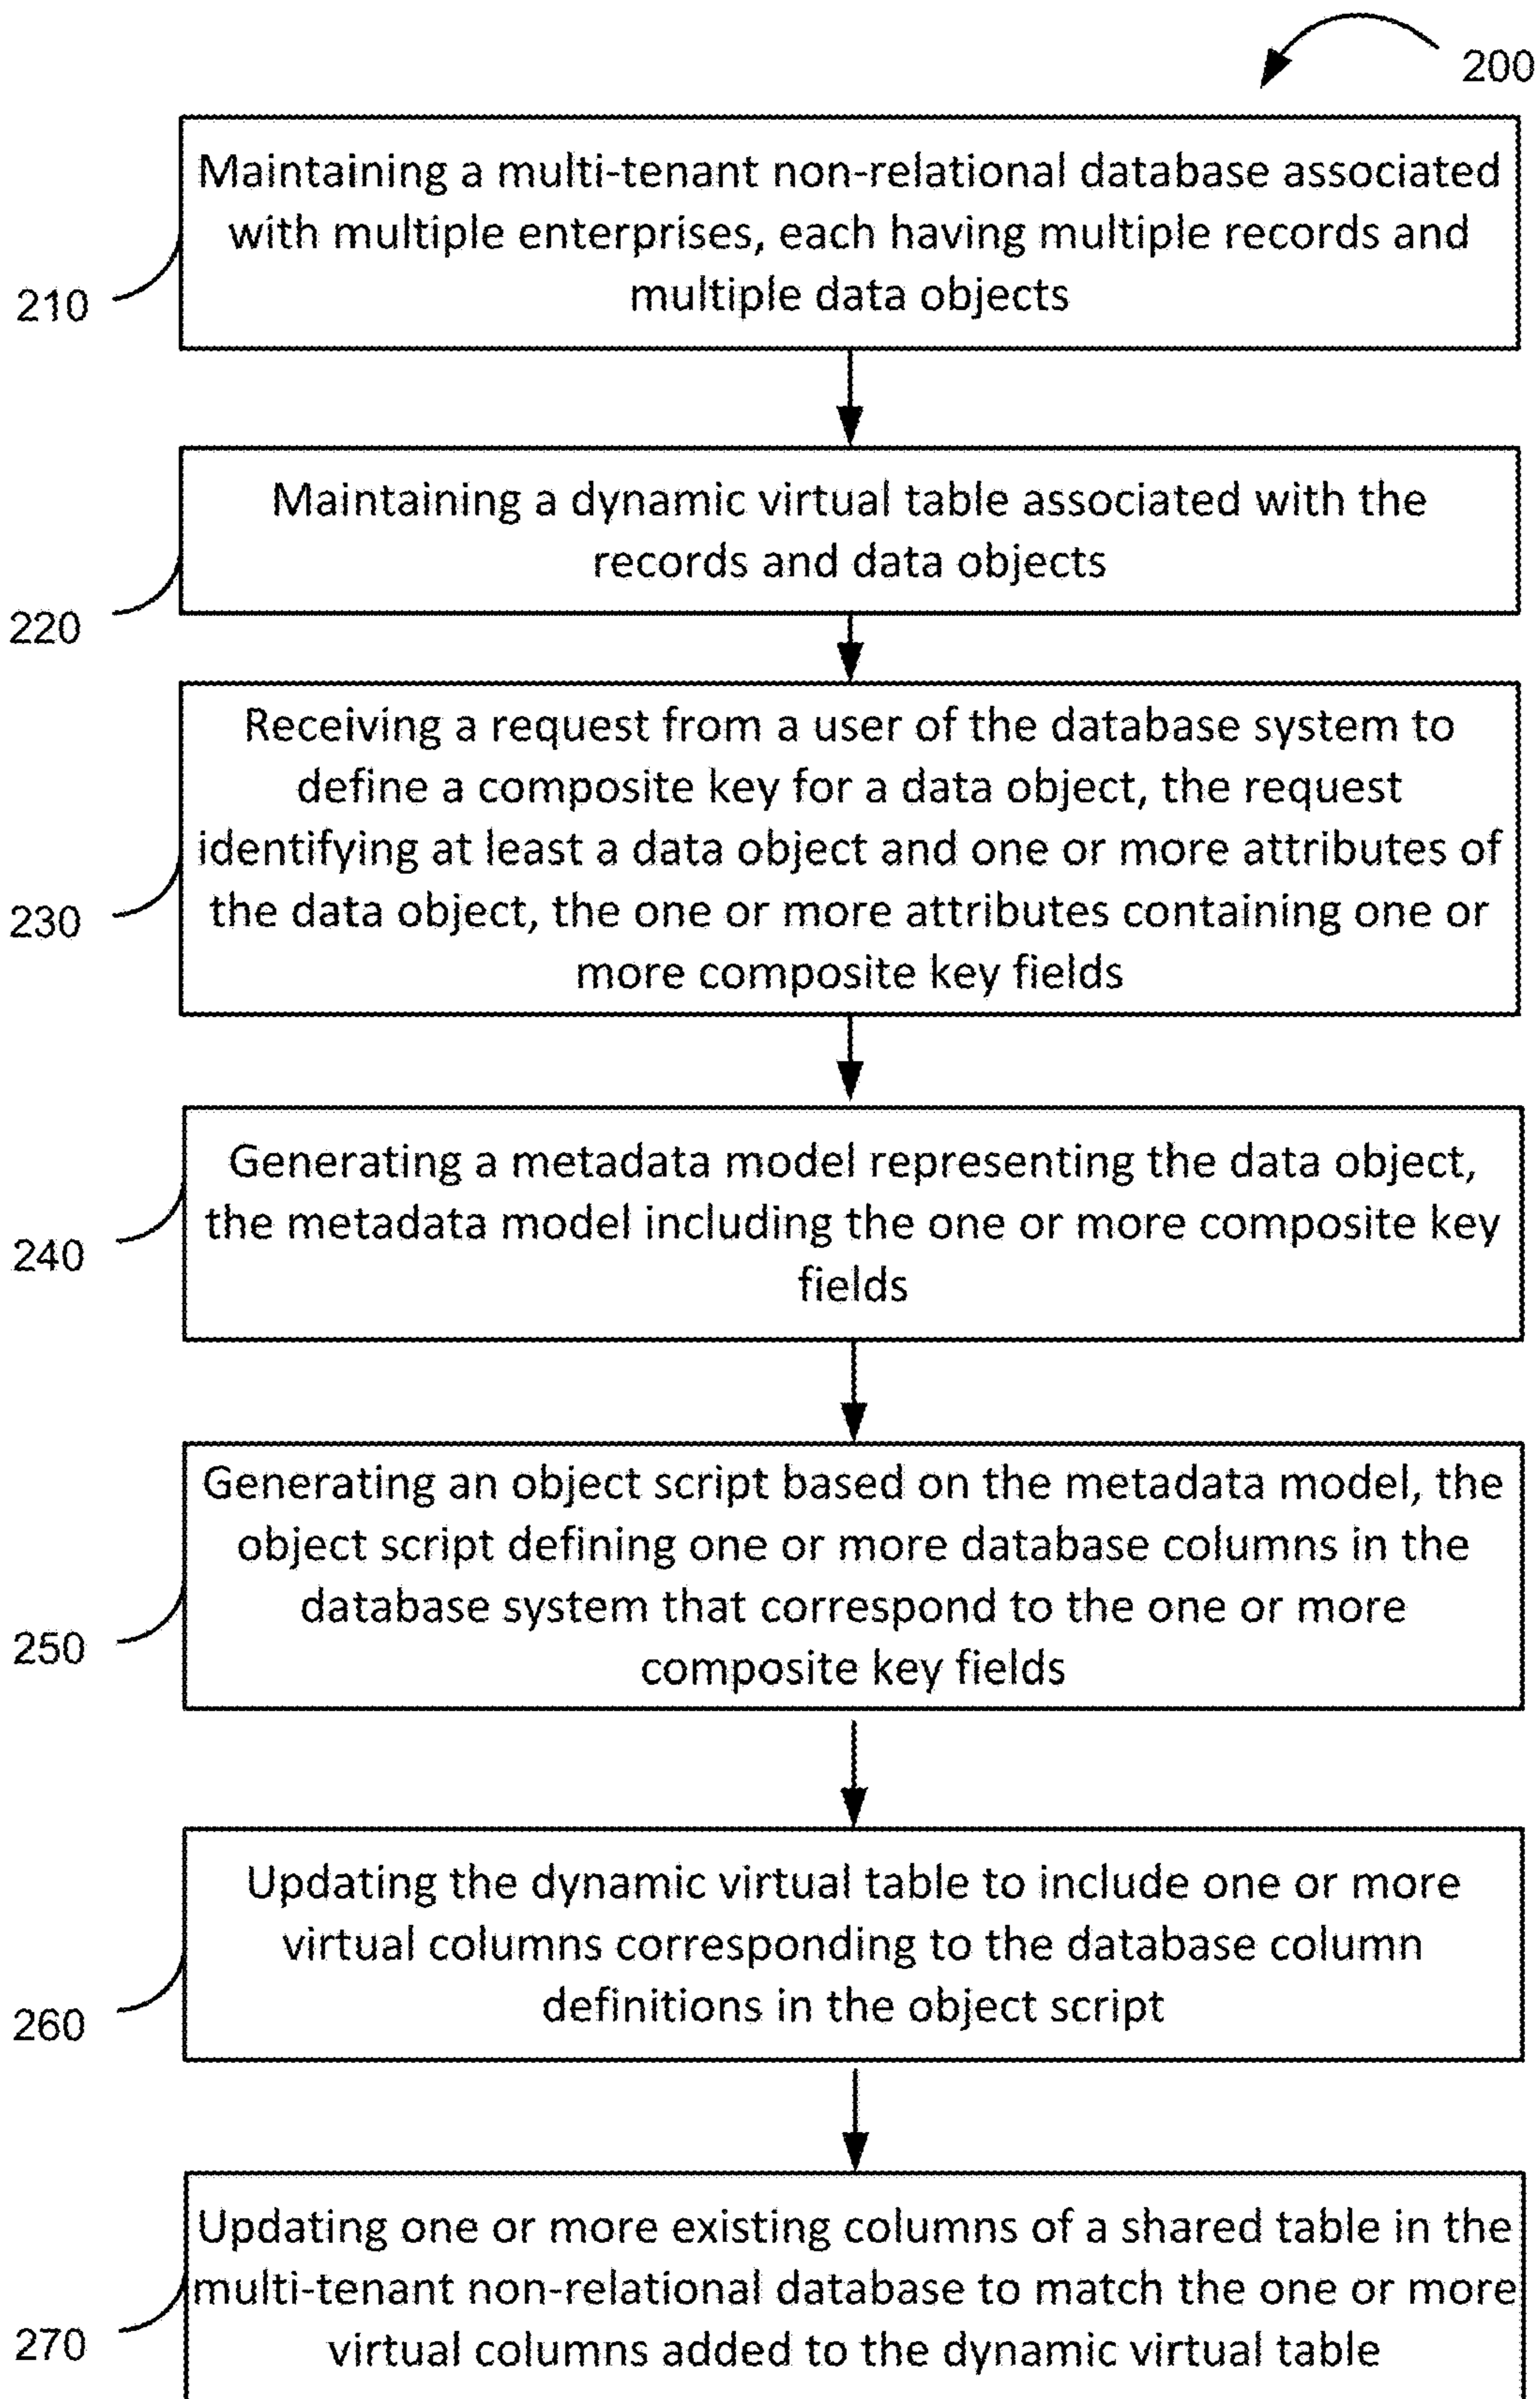 200
Maintaining a multi-tenant non-relational database associated
with multiple enterprises, each having multiple records and
multiple data objects
210
Maintaining a dynamic virtual table associated with the
records and data objects
220
Receiving a request from a user of the database system to
define a composite key for a data object, the request
identifying at least a data object and one or more attributes of
the data object, the one or more attributes containing one or
more composite key fields
230
Generating a metadata model representing the data object,
the metadata model including the one or more composite key
fields
240
Generating an object script based on the metadata model, the
object script defining one or more database columns in the
database system that correspond to the one or more
composite key fields
250
Updating the dynamic virtual table to include one or more
virtual columns corresponding to the database column
definitions in the object script
260
Updating one or more existing columns of a shared table in the
multi-tenant non-relational database to match the one or more
virtual columns added to the dynamic virtual table
270